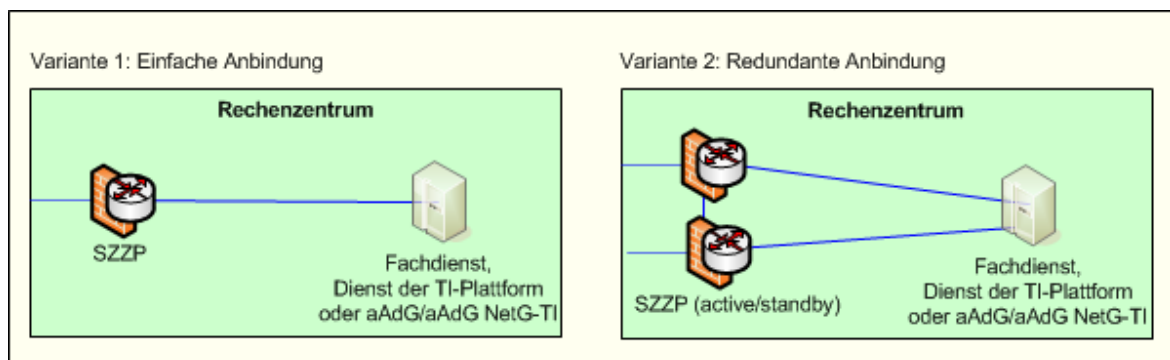 Variante 1: Einfache Anbindung
Rechenzentrum
SZZP
Fachdienst,
Dienst der TI-Plattform
oder aAdG/aAdG NetG-TI
Variante 2: Redundante Anbindung
Rechenzentrum
SZZP (active/standby)
Fachdienst,
Dienst der TI-Plattform
oder aAdG/aAdG NetG-TI